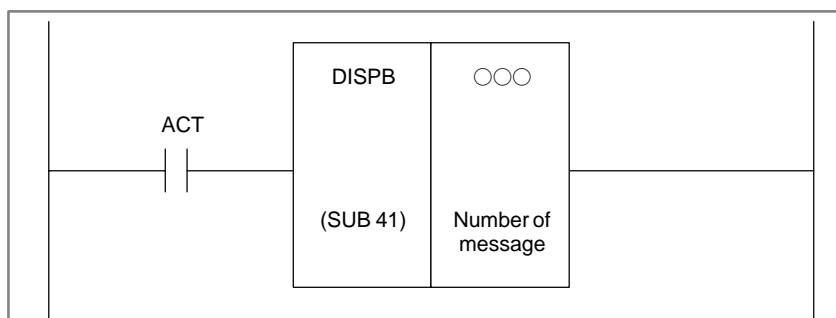 DISPB
○○○
ACT
(SUB 41)
Number of
message